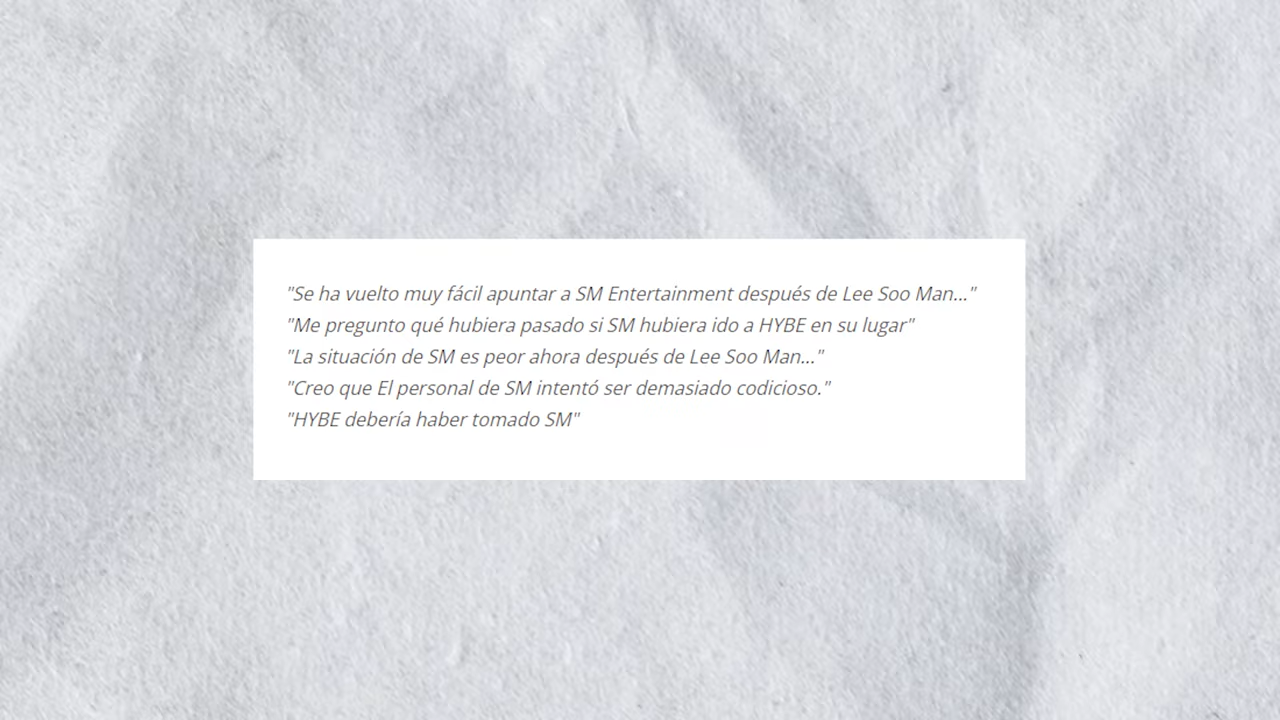 "Se ha vuelto muy fácil apuntar a SM Entertainment después de Lee Soo Man..."
"Me pregunto qué hubiera pasado si SM hubiera ido a HYBE en su lugar"
"La situación de SM es peor ahora después de Lee Soo Man..."
"Creo que El personal de SM intentó ser demasiado codicioso."
"HYBE debería haber tomado SM"